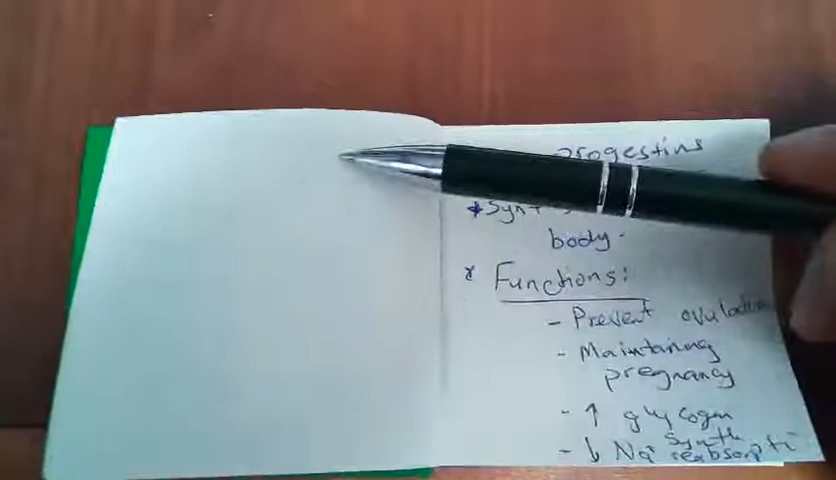 progestins
body.
* Functions:
- Prevent ovulation
- Maintaining
pregnancy
- ↑ glycogen
synth
- ↓ Na+ reabsorpti